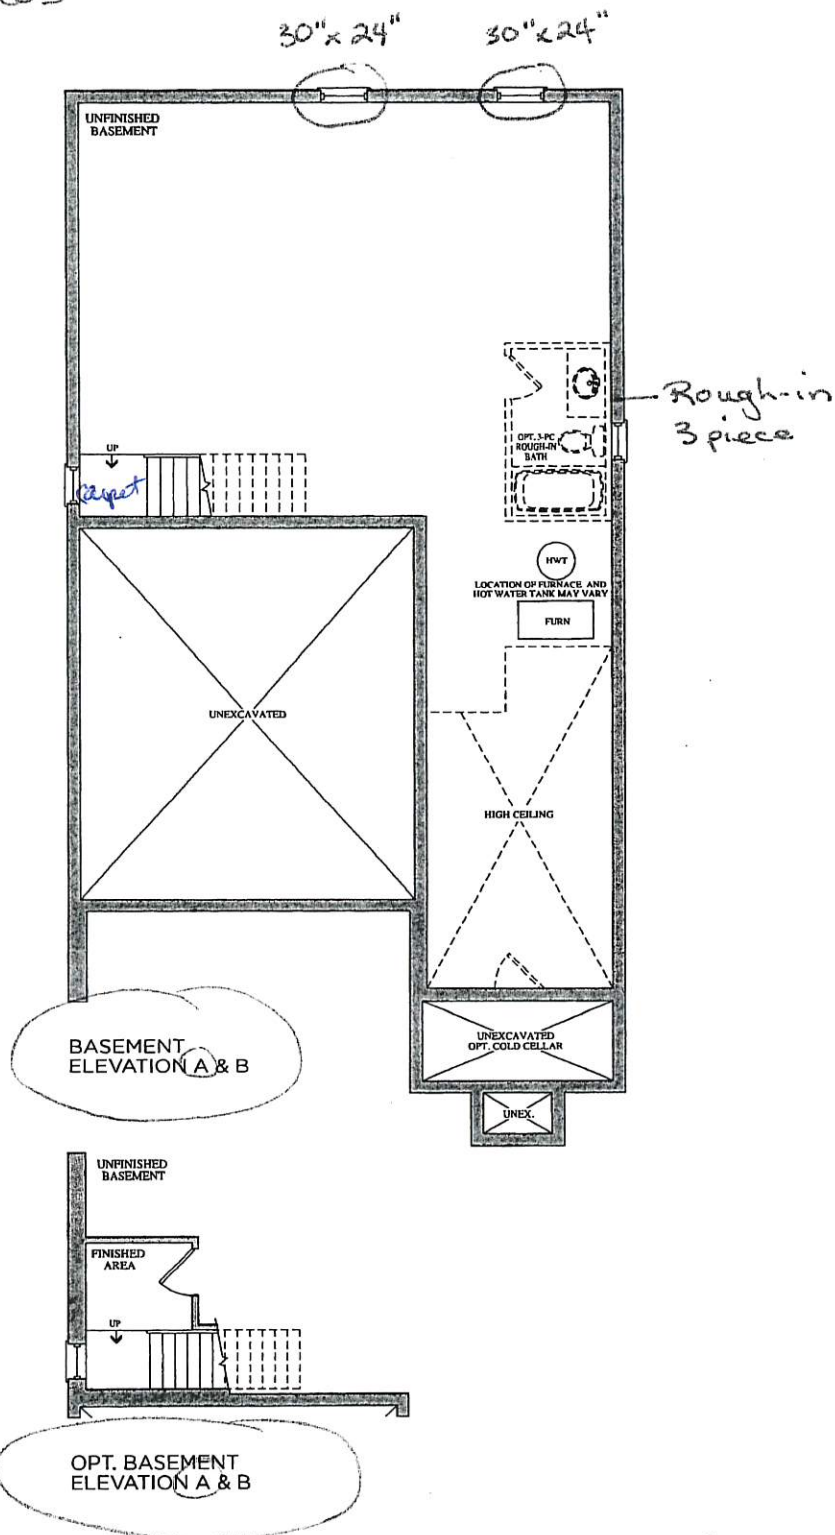 30"x 24"
30"x 24"
UNFINISHED
BASEMENT
Rough-in
3 piece
OPT. 3-PC
ROUGH-IN
BATH
UP
carpet
HWT
LOCATION OF FURNACE AND
HOT WATER TANK MAY VARY
FURN
UNEXCAVATED
HIGH CEILING
UNEXCAVATED
OPT. COLD CELLAR
BASEMENT
ELEVATION A & B
UNEX.
UNFINISHED
BASEMENT
FINISHED
AREA
UP
OPT. BASEMENT
ELEVATION A & B